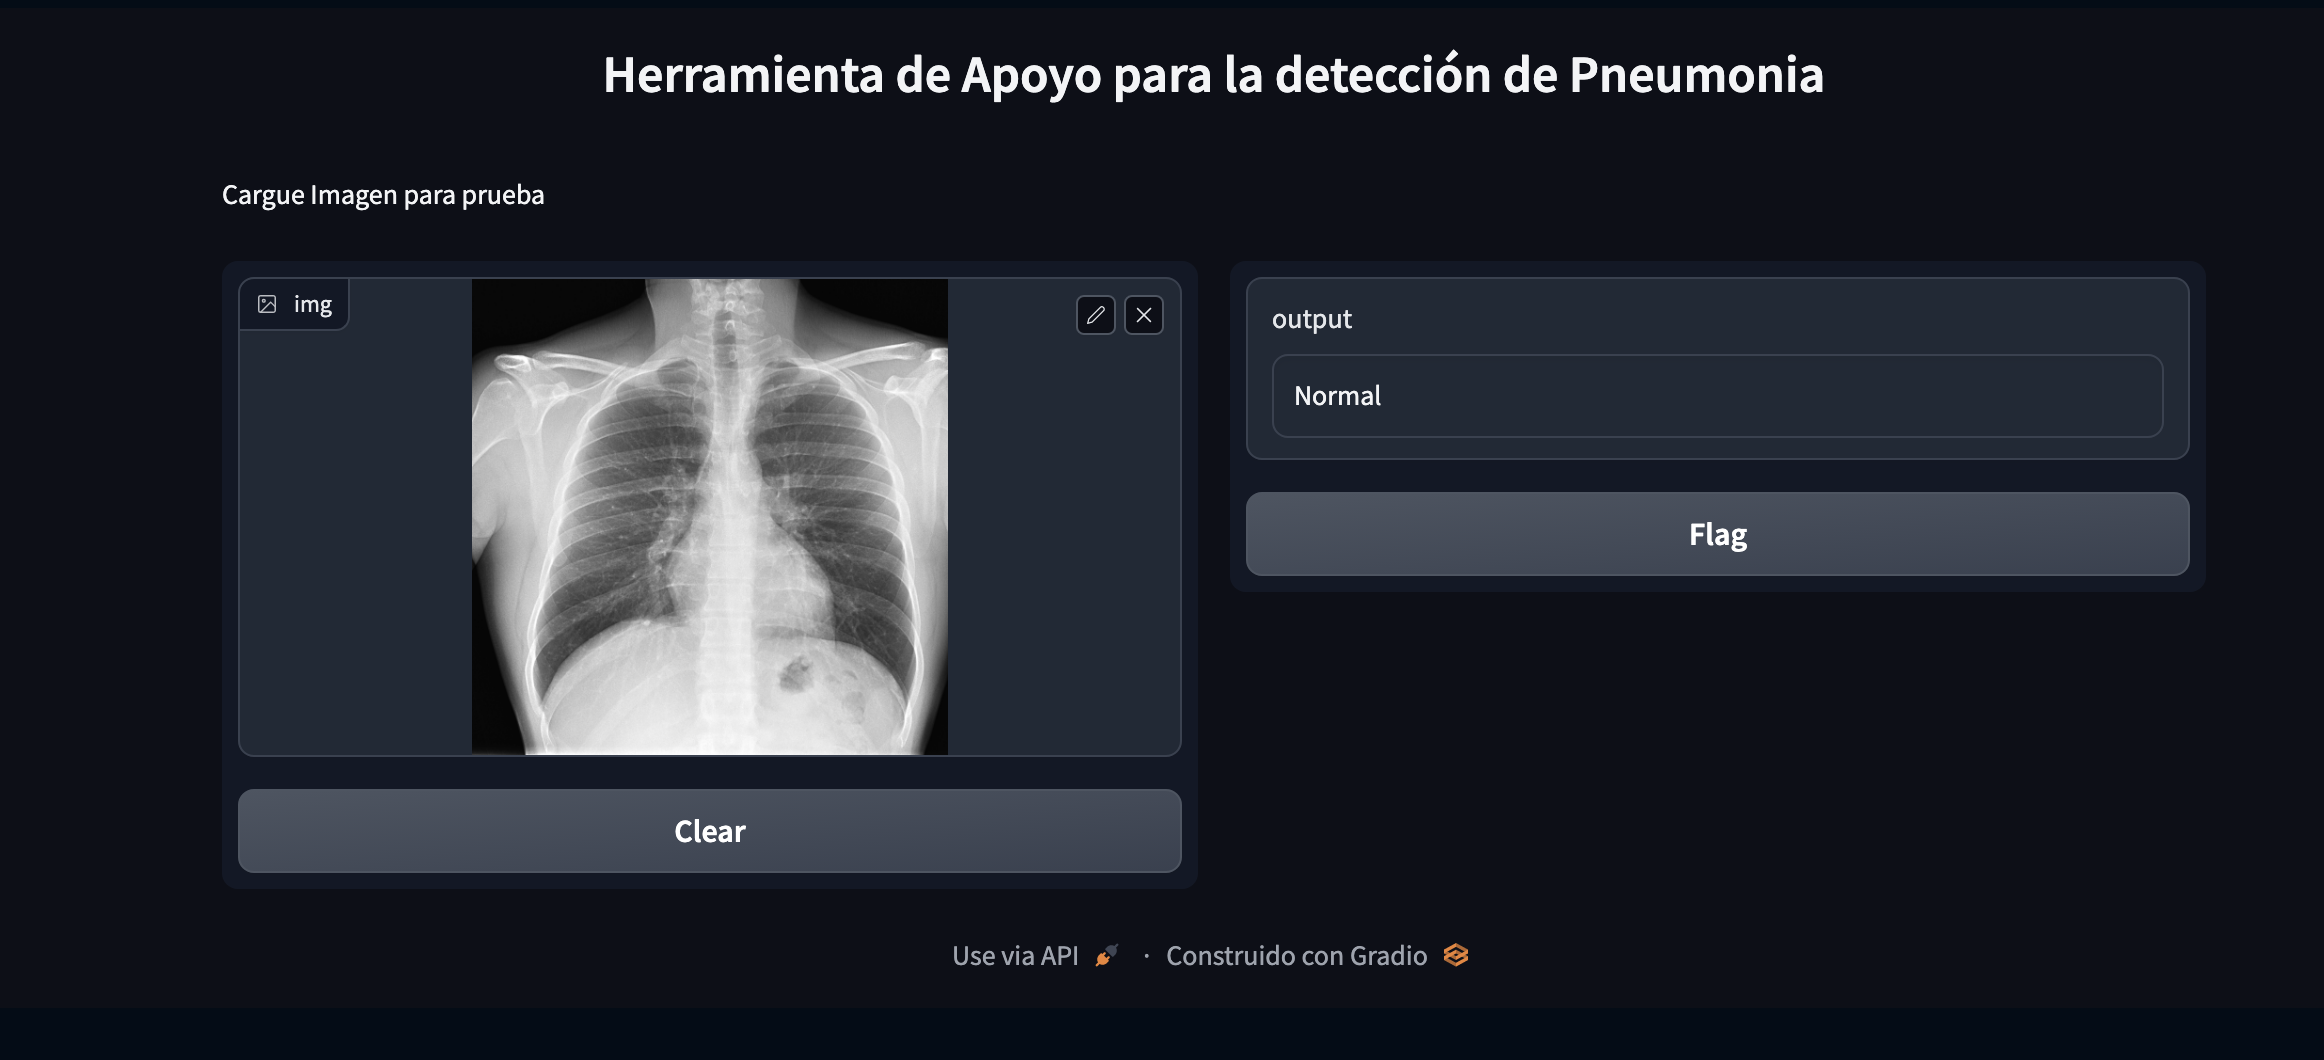 Herramienta de Apoyo para la detección de Pneumonia
Cargue Imagen para prueba
img
Clear
output
Normal
Flag
Use via API · Construido con Gradio